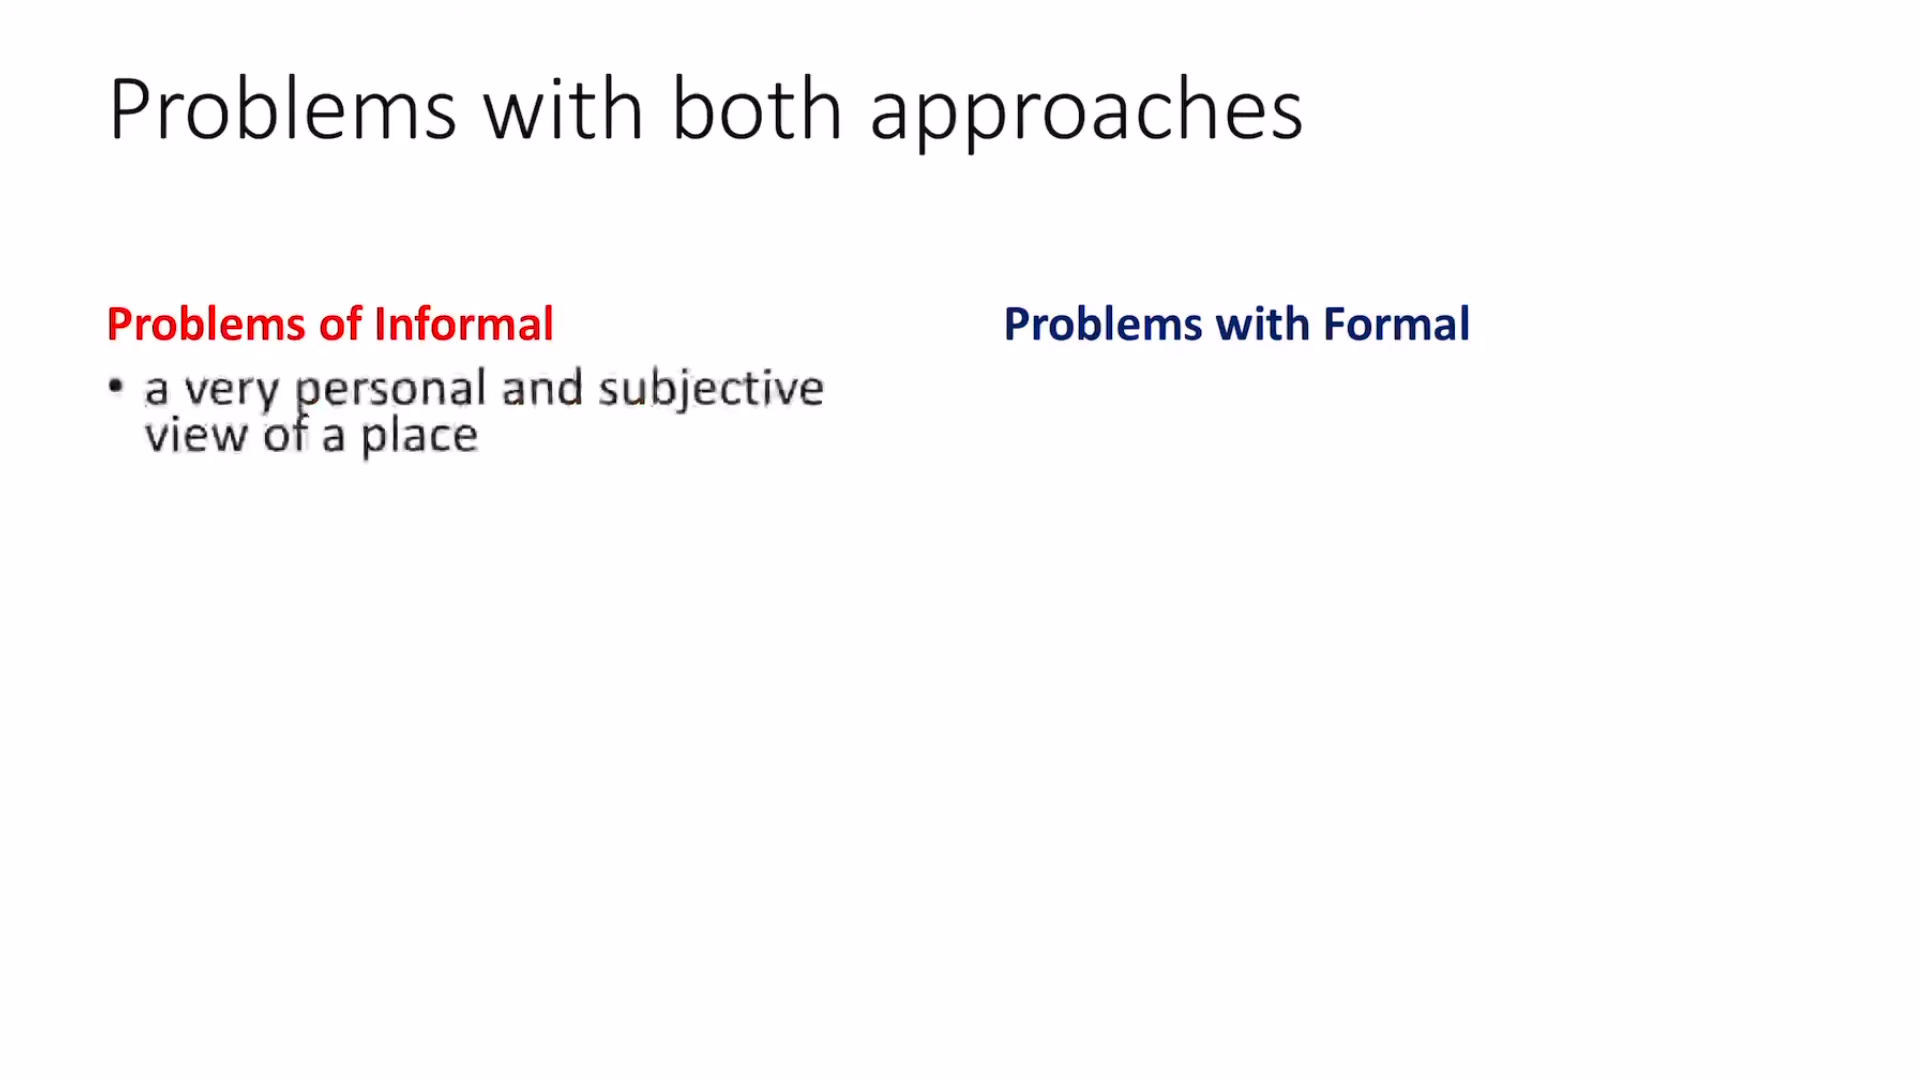 Problems with both approaches
Problems of Informal
• a very personal and subjective
view of a place
Problems with Formal